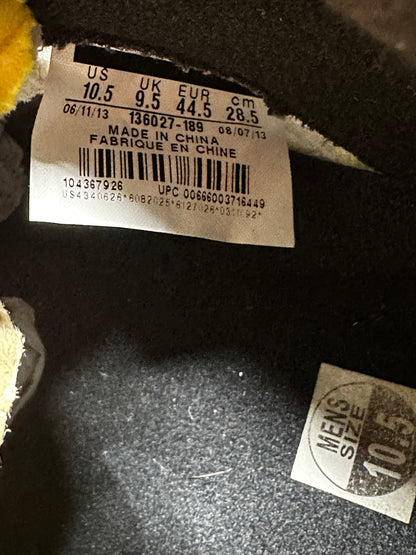 US UK EUR cm
10.5 9.5 44.5 28.5
06/11/13 136027-189 08/07/13
MADE IN CHINA
FABRIQUE EN CHINE
104367926 UPC 00666003716449
MENS
SIZE
10.5